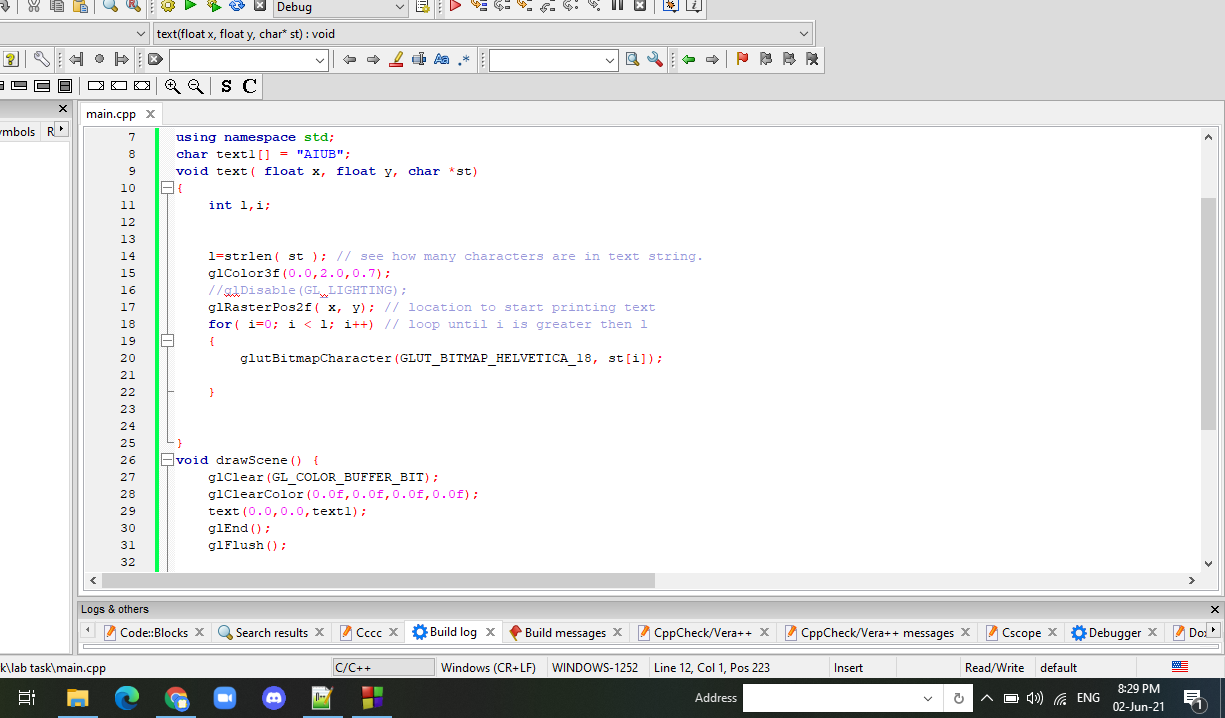 Debug
text(float x, float y, char* st) : void
Aa .*
S C
main.cpp
ymbols R
7 using namespace std;
8 char text1[] = "AIUB";
9 void text( float x, float y, char *st)
10 {
11 int l,i;
12
13
14 l=strlen( st ); // see how many characters are in text string.
15 glColor3f(0.0,2.0,0.7);
16 //glDisable(GL_LIGHTING);
17 glRasterPos2f( x, y); // location to start printing text
18 for( i=0; i < l; i++) // loop until i is greater then l
19 {
20 glutBitmapCharacter(GLUT_BITMAP_HELVETICA_18, st[i]);
21
22 }
23
24
25 }
26 void drawScene() {
27 glClear(GL_COLOR_BUFFER_BIT);
28 glClearColor(0.0f,0.0f,0.0f,0.0f);
29 text(0.0,0.0,text1);
30 glEnd();
31 glFlush();
32
Logs & others
Code::Blocks Search results Cccc Build log Build messages CppCheck/Vera++ CppCheck/Vera++ messages Cscope Debugger Do
k\lab task\main.cpp C/C++ Windows (CR+LF) WINDOWS-1252 Line 12, Col 1, Pos 223 Insert Read/Write default
Address ENG 8:29 PM
02-Jun-21 1